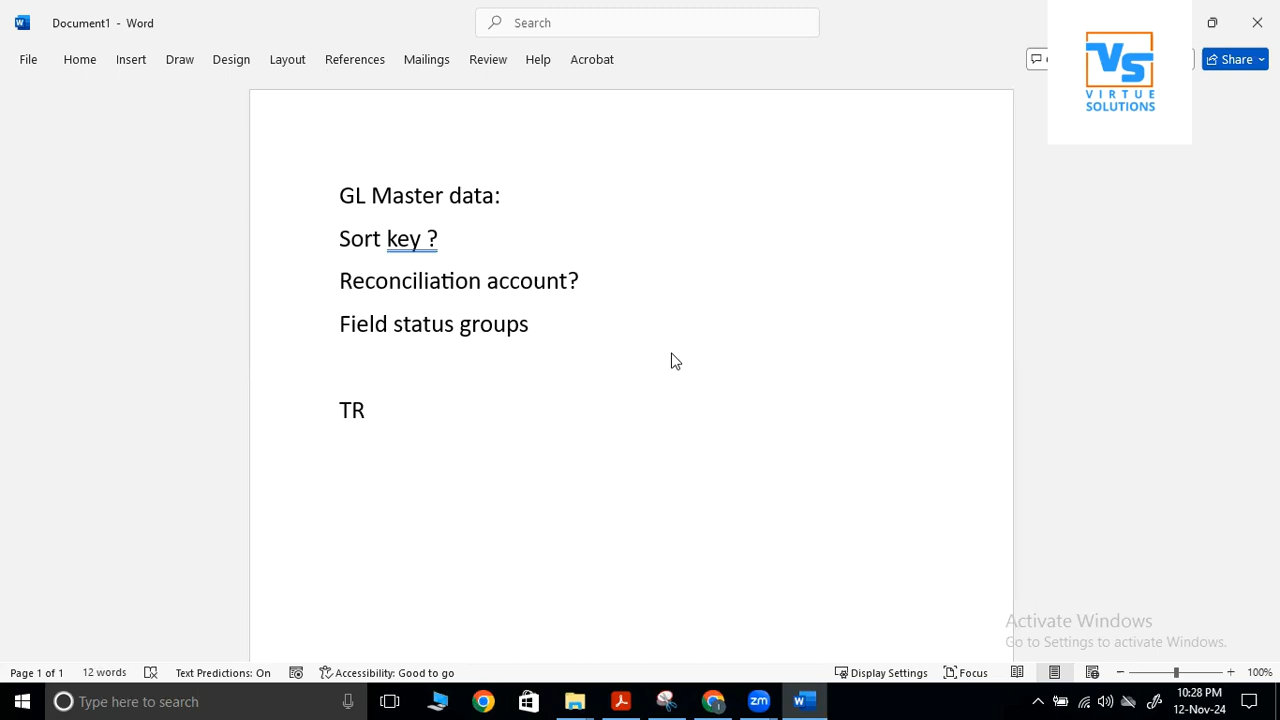 Document1 - Word
Search
File Home Insert Draw Design Layout References Mailings Review Help Acrobat
Share
VS
VIRTUE
SOLUTIONS
GL Master data:
Sort key ?
Reconciliation account?
Field status groups
TR
Activate Windows
Go to Settings to activate Windows.
Page 1 of 1 12 words Text Predictions: On Accessibility: Good to go Display Settings Focus 100%
Type here to search
zm
10:28 PM
12-Nov-24